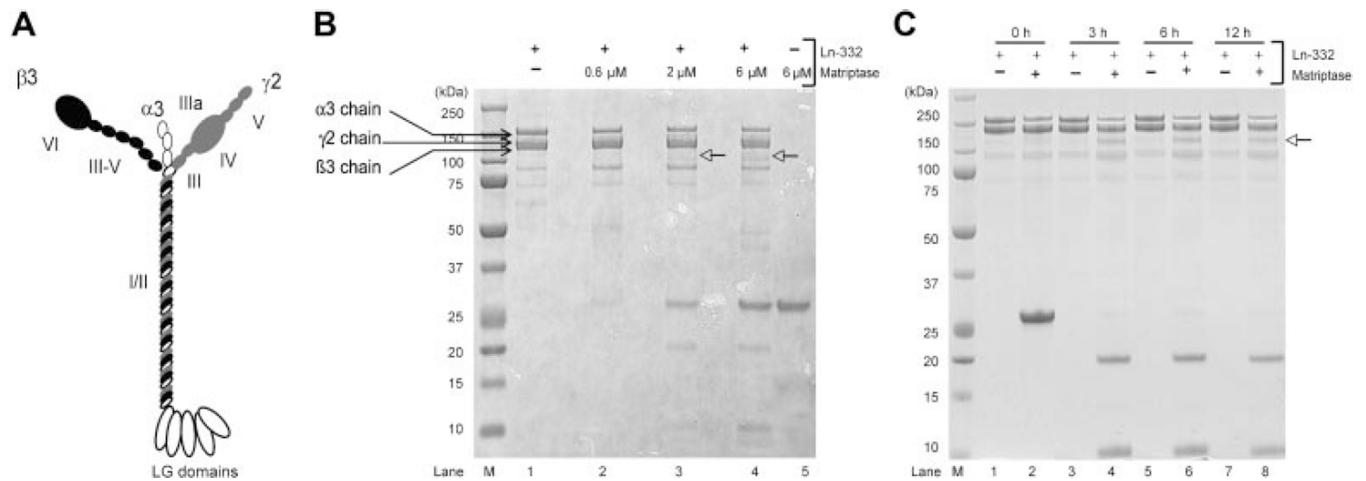 A
β3
α3
γ2
IIIa
V
VI
IV
III-V
III
I/II
LG domains
B
+ + + + − Ln-332
− 0.6 µM 2 µM 6 µM 6 µM Matriptase
(kDa)
α3 chain
γ2 chain
ß3 chain
250
150
100
75
50
37
25
20
15
10
Lane M 1 2 3 4 5
C
0 h 3 h 6 h 12 h
+ + + + + + + + Ln-332
− + − + − + − + Matriptase
(kDa)
250
150
100
75
50
37
25
20
15
10
Lane M 1 2 3 4 5 6 7 8